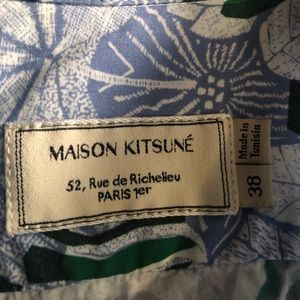 MAISON KITSUNÉ
52, Rue de Richelieu
PARIS 1er
Made in
Tunisia
38